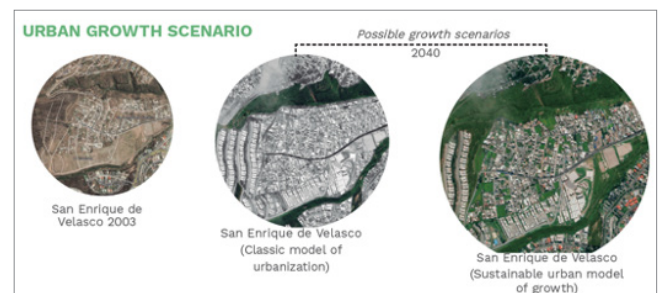 URBAN GROWTH SCENARIO
Possible growth scenarios
2040
San Enrique de
Velasco 2003
San Enrique de Velasco
(Classic model of
urbanization)
San Enrique de Velasco
(Sustainable urban model
of growth)